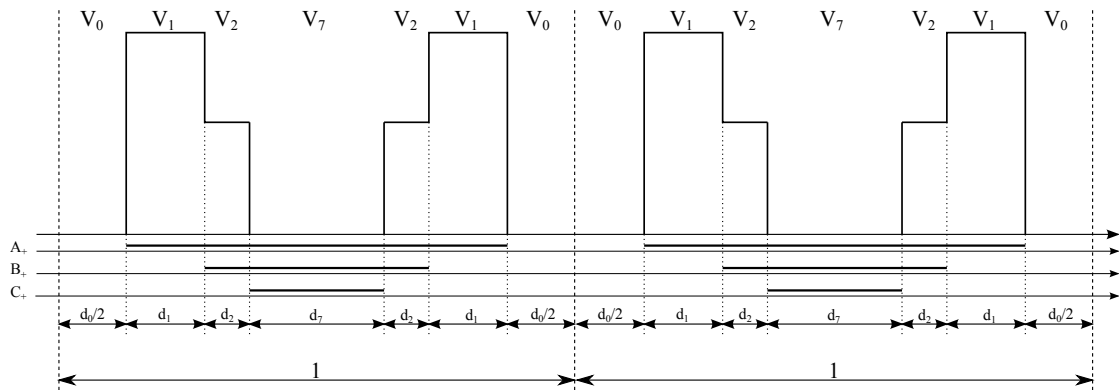 V₀ V₁ V₂ V₇ V₂ V₁ V₀ V₀ V₁ V₂ V₇ V₂ V₁ V₀
A₊
B₊
C₊
d₀/2 d₁ d₂ d₇ d₂ d₁ d₀/2 d₀/2 d₁ d₂ d₇ d₂ d₁ d₀/2
1 1